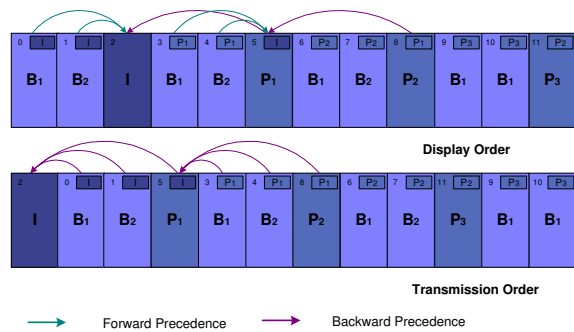 0 I 1 I 2 3 P1 4 P1 5 I 6 P2 7 P2 8 P2 9 P3 10 P3 11 P3
B1 B2 I B1 B2 P1 B1 B2 P2 B1 B1 P3
Display Order
2 0 I 1 I 5 I 3 P1 4 P1 8 P1 6 P2 7 P2 11 P2 9 P3 10 P3
I B1 B2 P1 B1 B2 P2 B1 B2 P3 B1 B1
Transmission Order
Forward Precedence Backward Precedence